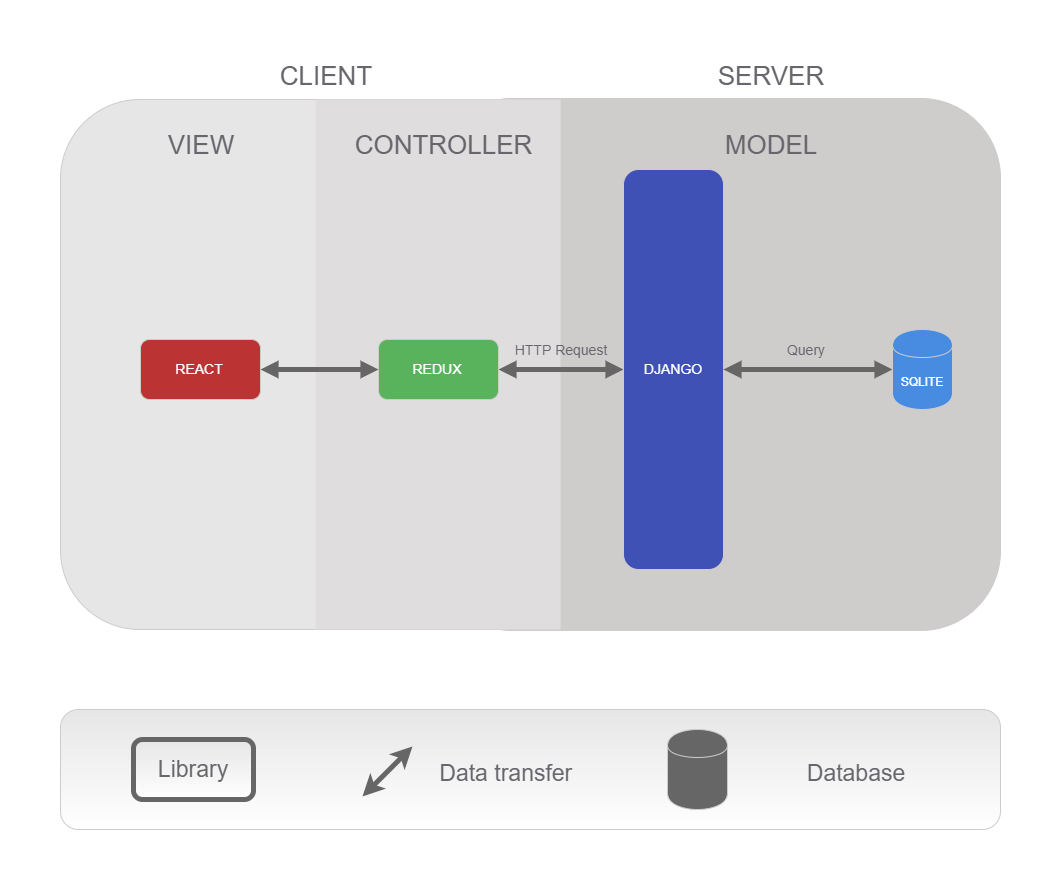 CLIENT
SERVER
VIEW
CONTROLLER
MODEL
REACT
REDUX
HTTP Request
DJANGO
Query
SQLITE
Library
Data transfer
Database